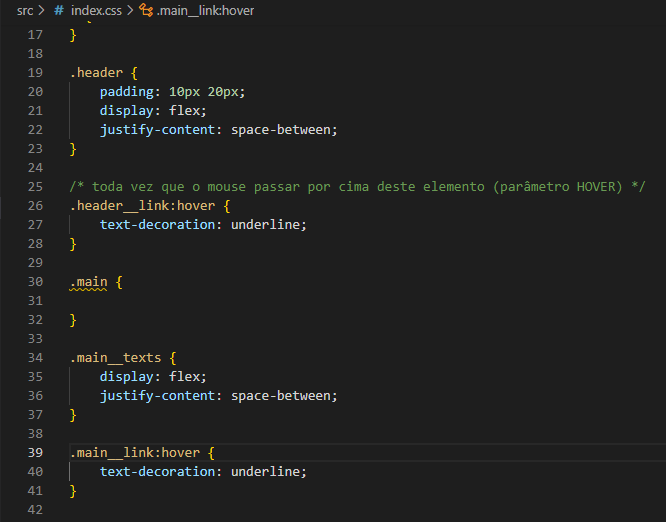 src > # index.css > .main__link:hover
17 }
18
19 .header {
20     padding: 10px 20px;
21     display: flex;
22     justify-content: space-between;
23 }
24
25 /* toda vez que o mouse passar por cima deste elemento (parâmetro HOVER) */
26 .header__link:hover {
27     text-decoration: underline;
28 }
29
30 .main {
31
32 }
33
34 .main__texts {
35     display: flex;
36     justify-content: space-between;
37 }
38
39 .main__link:hover {
40     text-decoration: underline;
41 }
42